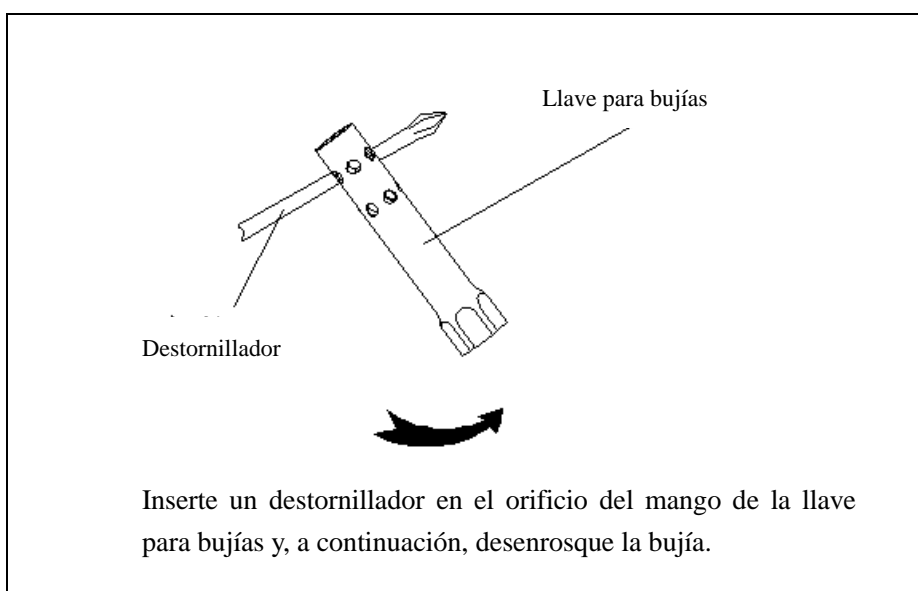 Llave para bujías
Destornillador
Inserte un destornillador en el orificio del mango de la llave
para bujías y, a continuación, desenrosque la bujía.